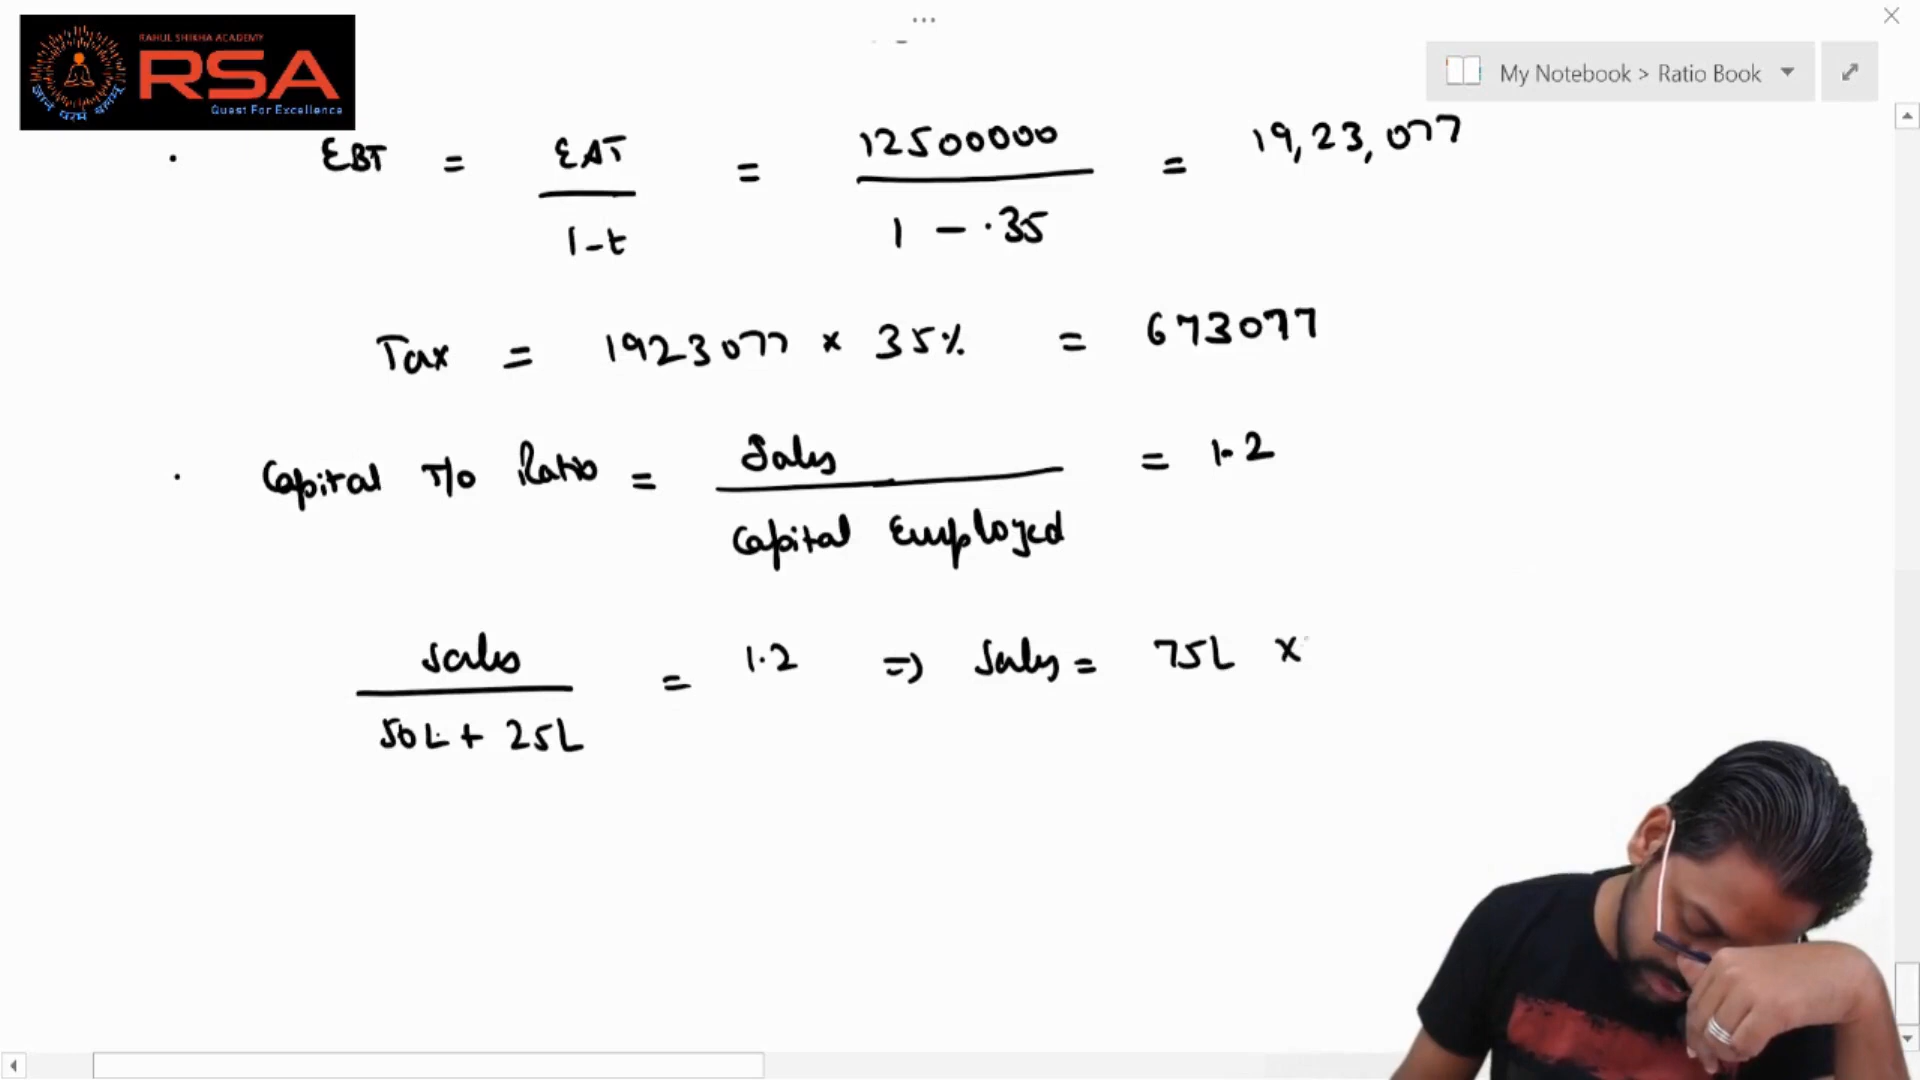 RAHUL SHIKHA ACADEMY
RSA
Quest For Excellence
My Notebook > Ratio Book
EBT = EAT / 1-t = 12500000 / 1 - .35 = 19,23,077
Tax = 1923077 x 35% = 673077
Capital T/o Ratio = Sales / Capital Employed = 1.2
Sales / 50L + 25L = 1.2 => Sales = 75L x